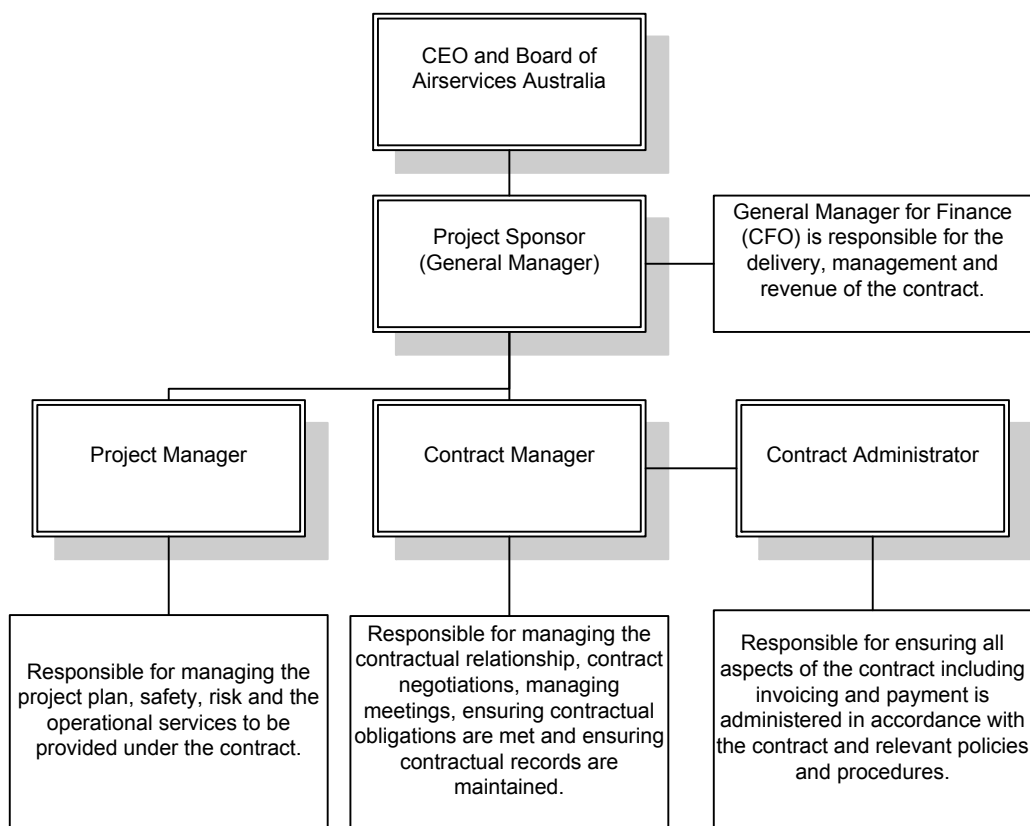 CEO and Board of
Airservices Australia
Project Sponsor
(General Manager)
General Manager for Finance
(CFO) is responsible for the
delivery, management and
revenue of the contract.
Project Manager
Contract Manager
Contract Administrator
Responsible for managing the
project plan, safety, risk and the
operational services to be
provided under the contract.
Responsible for managing the
contractual relationship, contract
negotiations, managing
meetings, ensuring contractual
obligations are met and ensuring
contractual records are
maintained.
Responsible for ensuring all
aspects of the contract including
invoicing and payment is
administered in accordance with
the contract and relevant policies
and procedures.